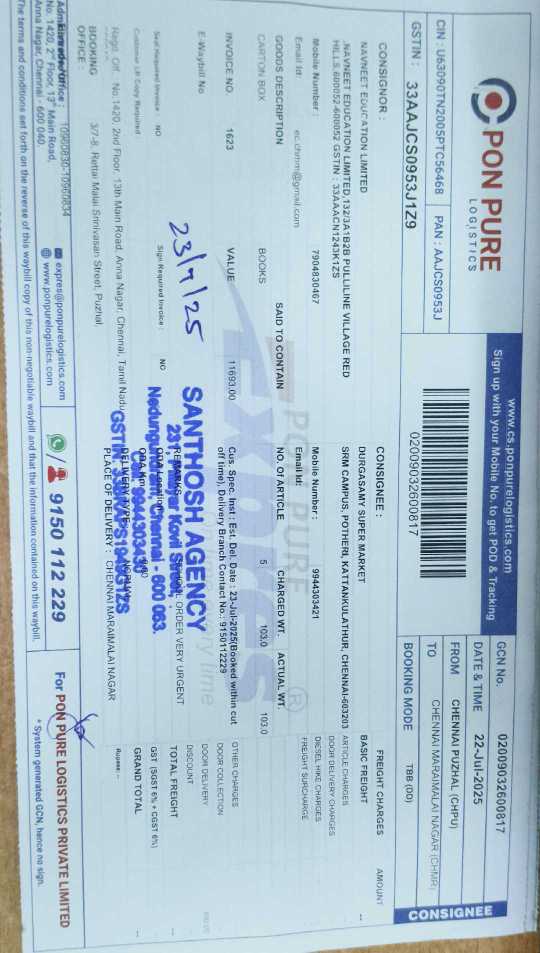 PON PURE
LOGISTICS
www.cs.ponpurelogistics.com
Sign up with your Mobile No. to get POD & Tracking
CIN : U63090TN2005PTC56468
PAN : AAJCS0953J
GSTIN : 33AAJCS0953J1Z9
02009032600817
GCN No. 02009032600817
DATE & TIME 22-Jul-2025
FROM CHENNAI PUZHAL (CHPU)
TO CHENNAI MARAIMALAI NAGAR (CHMR)
BOOKING MODE TBB (DD)
CONSIGNEE
CONSIGNOR :
NAVNEET EDUCATION LIMITED
,NAVNEET EDUCATION LIMITED,132/3A1B2B PULLILINE VILLAGE RED
HILLS,600052-600052 GSTIN : 33AAACN1243K1ZS
Mobile Number : 7904830467
Email Id: ec.chnm@gmail.com
CONSIGNEE :
DURGASAMY SUPER MARKET
SRM CAMPUS, POTHERI, KATTANKULATHUR, CHENNAI-603201
Mobile Number : 9944303421
Email Id:
GOODS DESCRIPTION SAID TO CONTAIN NO. OF ARTICLE CHARGED WT. ACTUAL WT.
CARTON BOX BOOKS 5 103.0 103.0
INVOICE NO. 1623 VALUE 11693.00
Cus. Spec. Inst : Est. Del. Date : 23-Jul-2025(Booked within cut
off time), Delivery Branch Contact No.: 9150112229
E-Waybill No
Seal Required Invoice : NO Sign Required Invoice : NO
Customer LR Copy Required
ORDER VERY URGENT
PLACE OF DELIVERY : CHENNAI MARAIMALAI NAGAR
FREIGHT CHARGES AMOUNT
BASIC FREIGHT --
ARTICLE CHARGES
DOOR DELIVERY CHARGES
DIESEL HIKE CHARGES
FREIGHT SURCHARGE
OTHER CHARGES
DOOR COLLECTION
DOOR DELIVERY
DISCOUNT
TOTAL FREIGHT --
GST (SGST 6% + CGST 6%) --
GRAND TOTAL --
Rupees: --
23/7/25
SANTHOSH AGENCY
Chennai - 600 063.
Regd. Off. : No.1420, 2nd Floor, 13th Main Road, Anna Nagar, Chennai, Tamil Nadu
BOOKING
OFFICE : 3/7-8, Rettai Malai Srinivasan Street, Puzhal
10960830-10960834
No. 1420, 2nd Floor, 13th Main Road,
Anna Nagar, Chennai - 600 040.
expres@ponpurelogistics.com
www.ponpurelogistics.com
9150 112 229
For PON PURE LOGISTICS PRIVATE LIMITED
* System generated GCN, hence no sign.
The terms and conditions set forth on the reverse of this waybill copy of this non-negotiable waybill and that the information contained on this waybill.